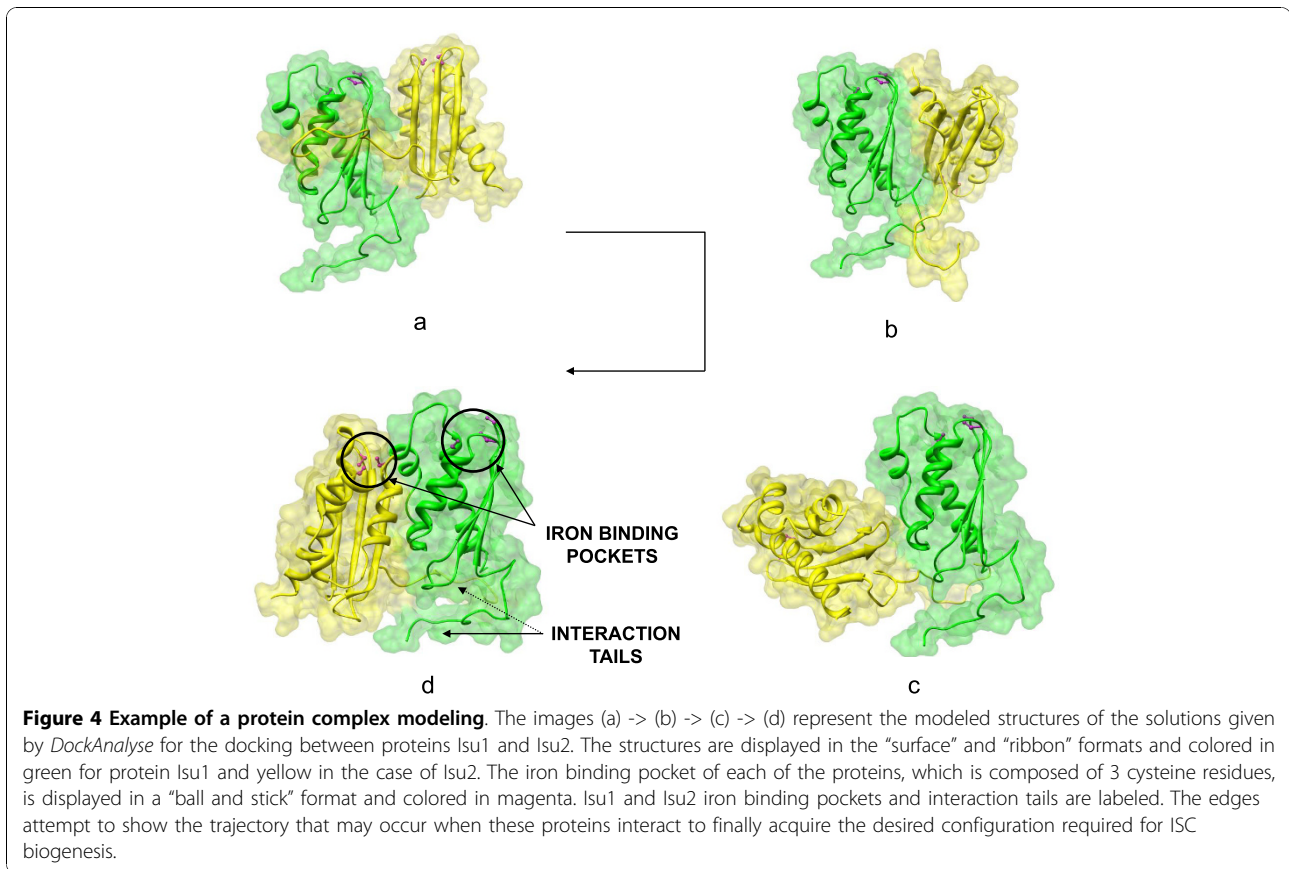 a
b
IRON BINDING
POCKETS
INTERACTION
TAILS
d
c
Figure 4 Example of a protein complex modeling. The images (a) -> (b) -> (c) -> (d) represent the modeled structures of the solutions given
by DockAnalyse for the docking between proteins Isu1 and Isu2. The structures are displayed in the “surface” and “ribbon” formats and colored in
green for protein Isu1 and yellow in the case of Isu2. The iron binding pocket of each of the proteins, which is composed of 3 cysteine residues,
is displayed in a “ball and stick” format and colored in magenta. Isu1 and Isu2 iron binding pockets and interaction tails are labeled. The edges
attempt to show the trajectory that may occur when these proteins interact to finally acquire the desired configuration required for ISC
biogenesis.